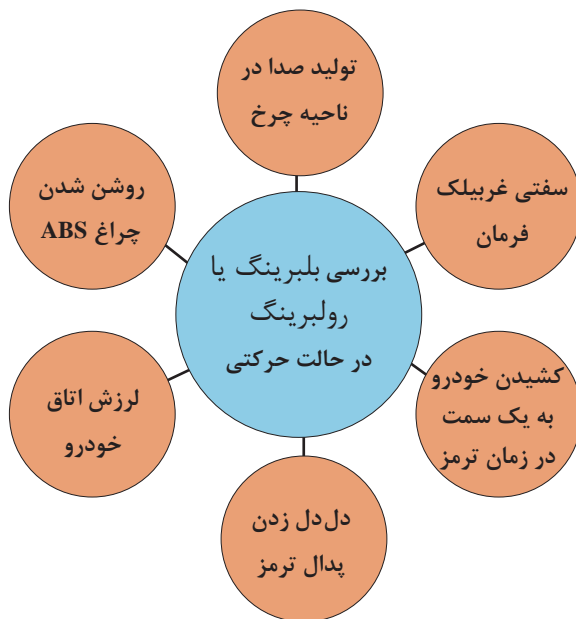 تولید صدا در
ناحیه چرخ
سفتی غربیلک
فرمان
کشیدن خودرو
به یک سمت
در زمان ترمز
دل‌دل زدن
پدال ترمز
لرزش اتاق
خودرو
روشن شدن
چراغ ABS
بررسی بلبرینگ یا
رولبرینگ
در حالت حرکتی